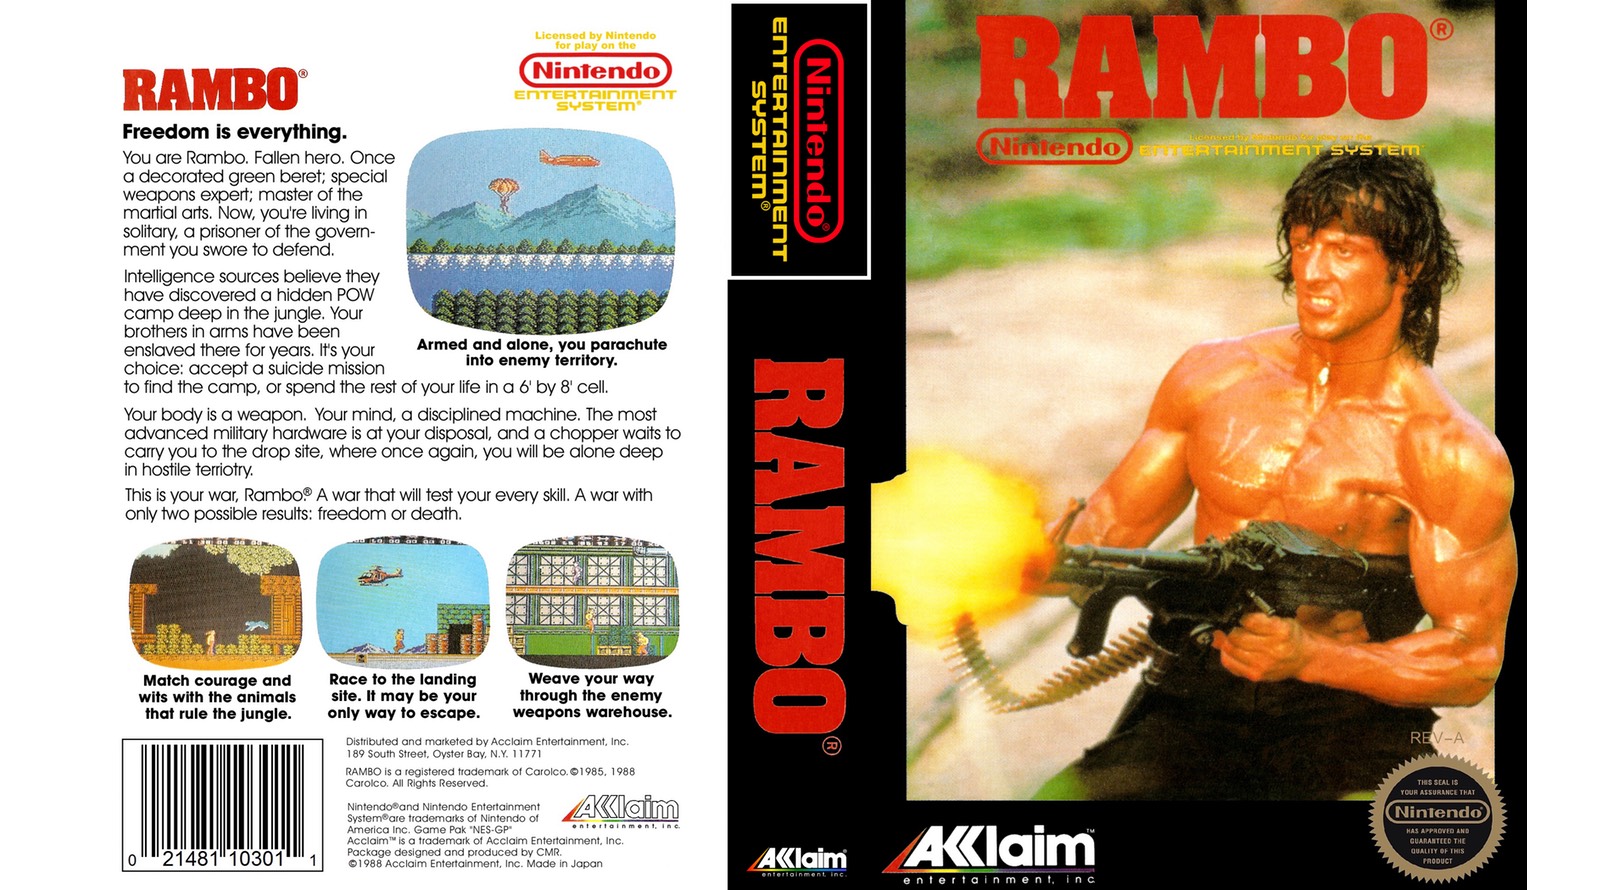 Licensed by Nintendo
for play on the
Nintendo
ENTERTAINMENT
SYSTEM®
RAMBO®
Freedom is everything.
You are Rambo. Fallen hero. Once
a decorated green beret; special
weapons expert; master of the
martial arts. Now, you're living in
solitary, a prisoner of the govern-
ment you swore to defend.
Intelligence sources believe they
have discovered a hidden POW
camp deep in the jungle. Your
brothers in arms have been
enslaved there for years. It's your
choice: accept a suicide mission
to find the camp, or spend the rest of your life in a 6' by 8' cell.
Armed and alone, you parachute
into enemy territory.
Your body is a weapon. Your mind, a disciplined machine. The most
advanced military hardware is at your disposal, and a chopper waits to
carry you to the drop site, where once again, you will be alone deep
in hostile terriotry.
This is your war, Rambo.® A war that will test your every skill. A war with
only two possible results: freedom or death.
Match courage and
wits with the animals
that rule the jungle.
Race to the landing
site. It may be your
only way to escape.
Weave your way
through the enemy
weapons warehouse.
Distributed and marketed by Acclaim Entertainment, Inc.
189 South Street, Oyster Bay, N.Y. 11771
RAMBO is a registered trademark of Carolco. ©1985, 1988
Carolco. All Rights Reserved.
Nintendo® and Nintendo Entertainment
System® are trademarks of Nintendo of
America Inc. Game Pak "NES-GP"
Acclaim™ is a trademark of Acclaim Entertainment, Inc.
Package designed and produced by CMR.
©1988 Acclaim Entertainment, Inc. Made in Japan
AKKlaim
entertainment, inc.
0 21481 10301 1
Nintendo®
ENTERTAINMENT
SYSTEM®
RAMBO®
AKKlaim®
entertainment, inc.
RAMBO®
Licensed by Nintendo for play on the
Nintendo
ENTERTAINMENT SYSTEM™
REV-A
THIS SEAL IS
YOUR ASSURANCE THAT
Nintendo®
HAS APPROVED AND
GUARANTEED THE
QUALITY OF THIS
PRODUCT
AKKlaim™
entertainment, inc.